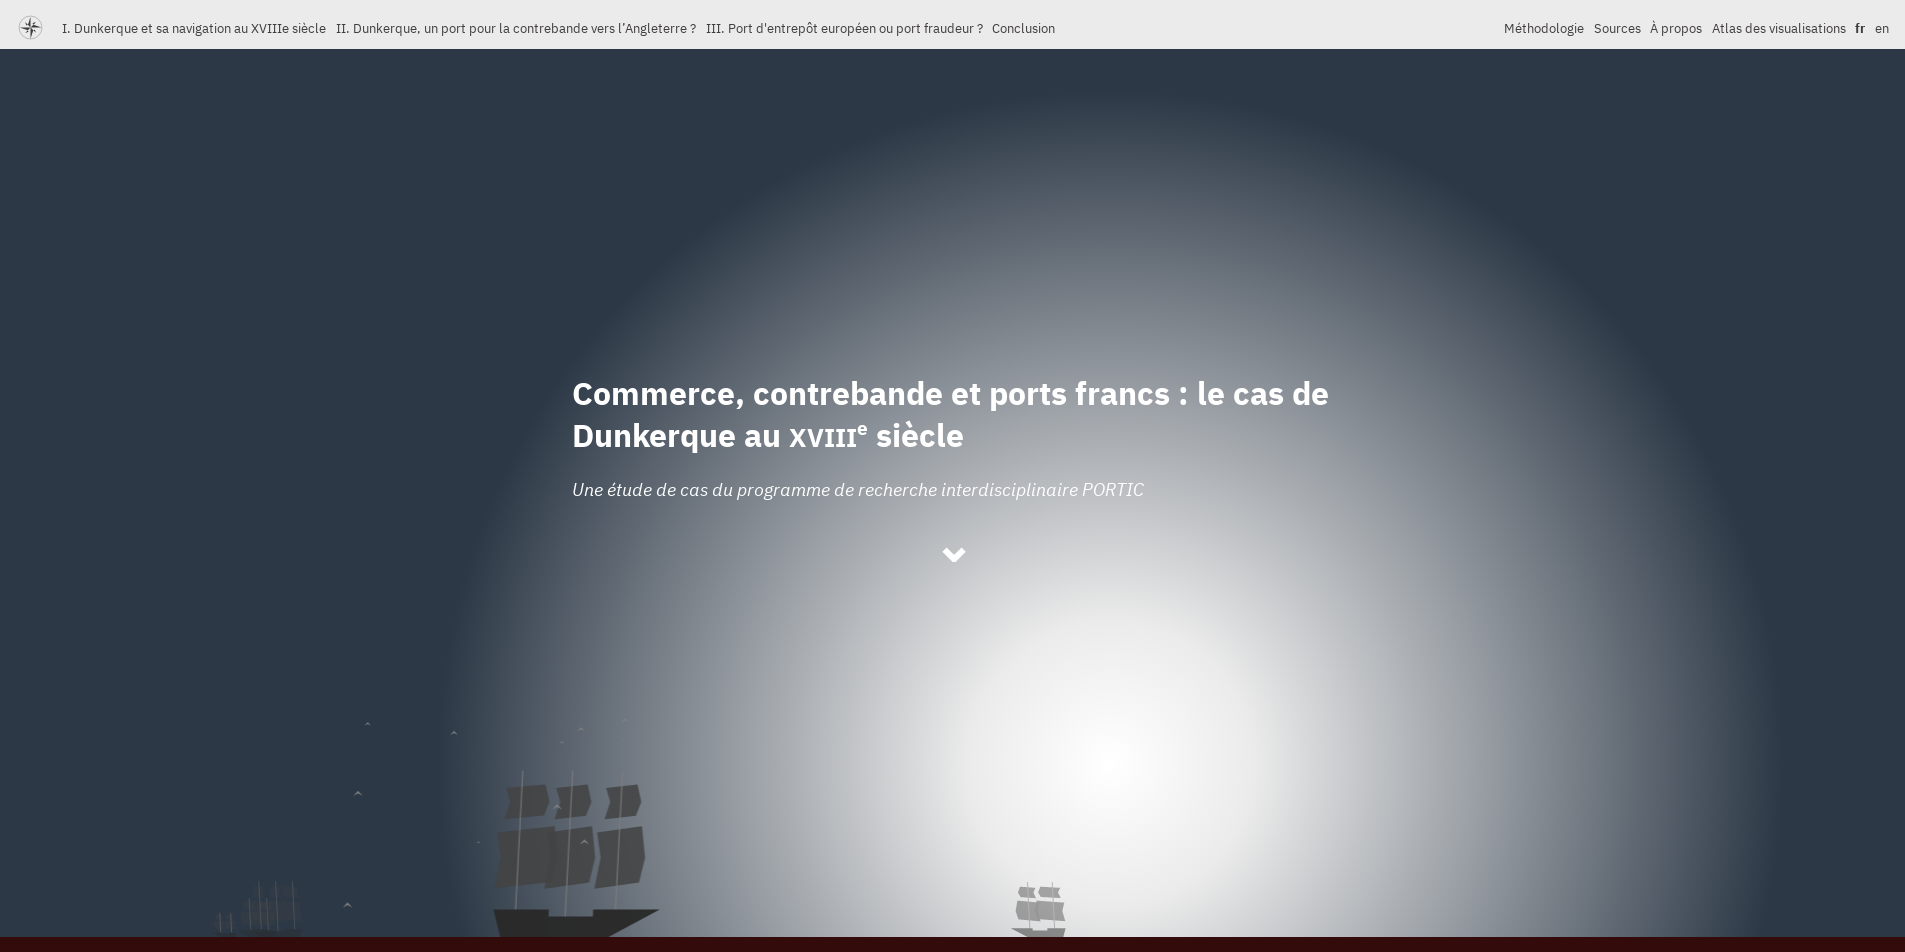 I. Dunkerque et sa navigation au XVIIIe siècle II. Dunkerque, un port pour la contrebande vers l’Angleterre ? III. Port d'entrepôt européen ou port fraudeur ? Conclusion Méthodologie Sources À propos Atlas des visualisations fr en
Commerce, contrebande et ports francs : le cas de
Dunkerque au XVIIIe siècle
Une étude de cas du programme de recherche interdisciplinaire PORTIC